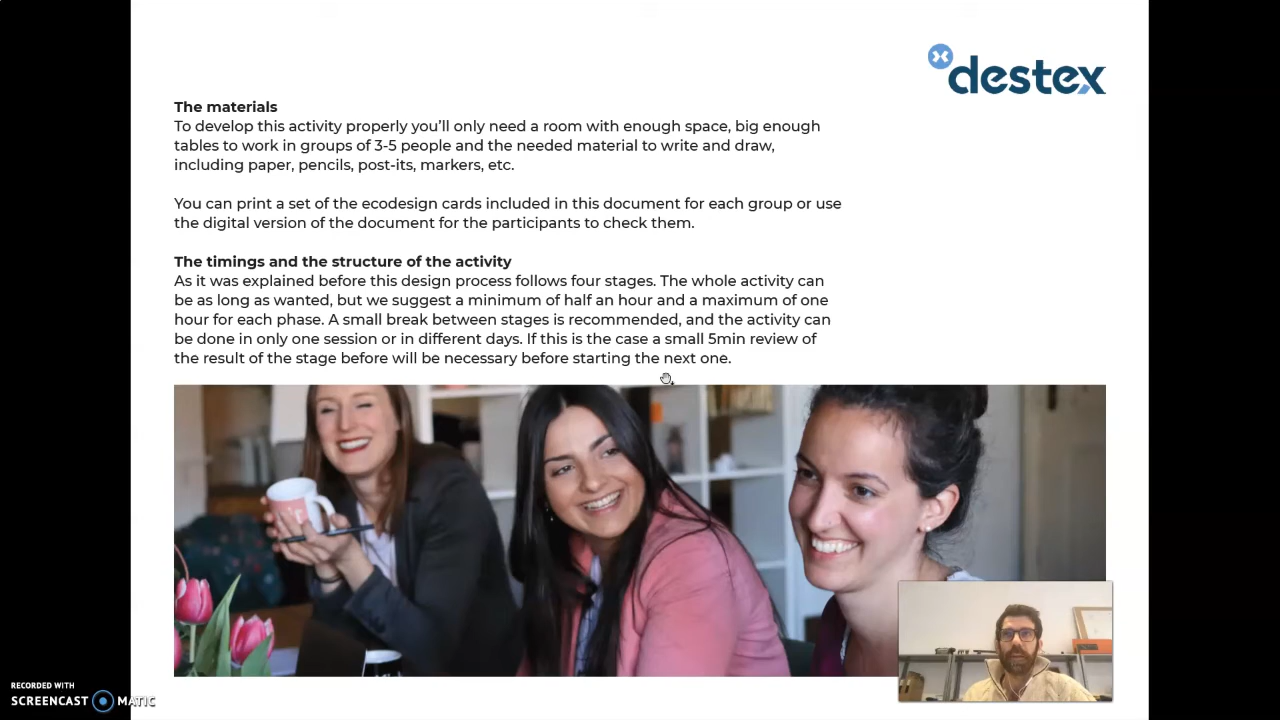 destex
The materials
To develop this activity properly you’ll only need a room with enough space, big enough
tables to work in groups of 3-5 people and the needed material to write and draw,
including paper, pencils, post-its, markers, etc.
You can print a set of the ecodesign cards included in this document for each group or use
the digital version of the document for the participants to check them.
The timings and the structure of the activity
As it was explained before this design process follows four stages. The whole activity can
be as long as wanted, but we suggest a minimum of half an hour and a maximum of one
hour for each phase. A small break between stages is recommended, and the activity can
be done in only one session or in different days. If this is the case a small 5min review of
the result of the stage before will be necessary before starting the next one.
RECORDED WITH
SCREENCAST MATIC